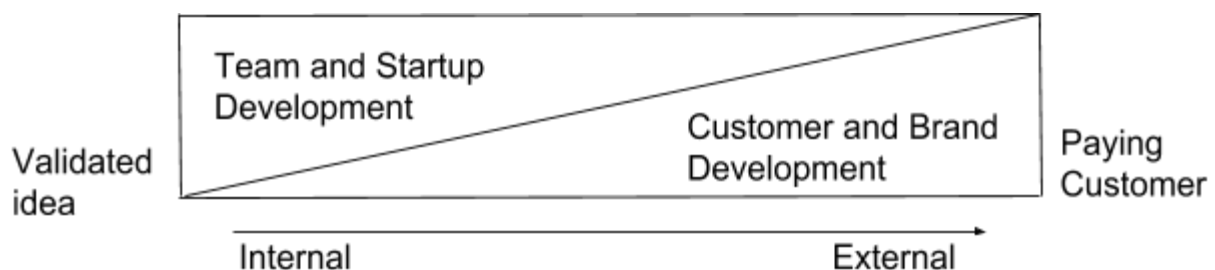 Team and Startup
Development
Customer and Brand
Development
Validated
idea
Paying
Customer
Internal
External